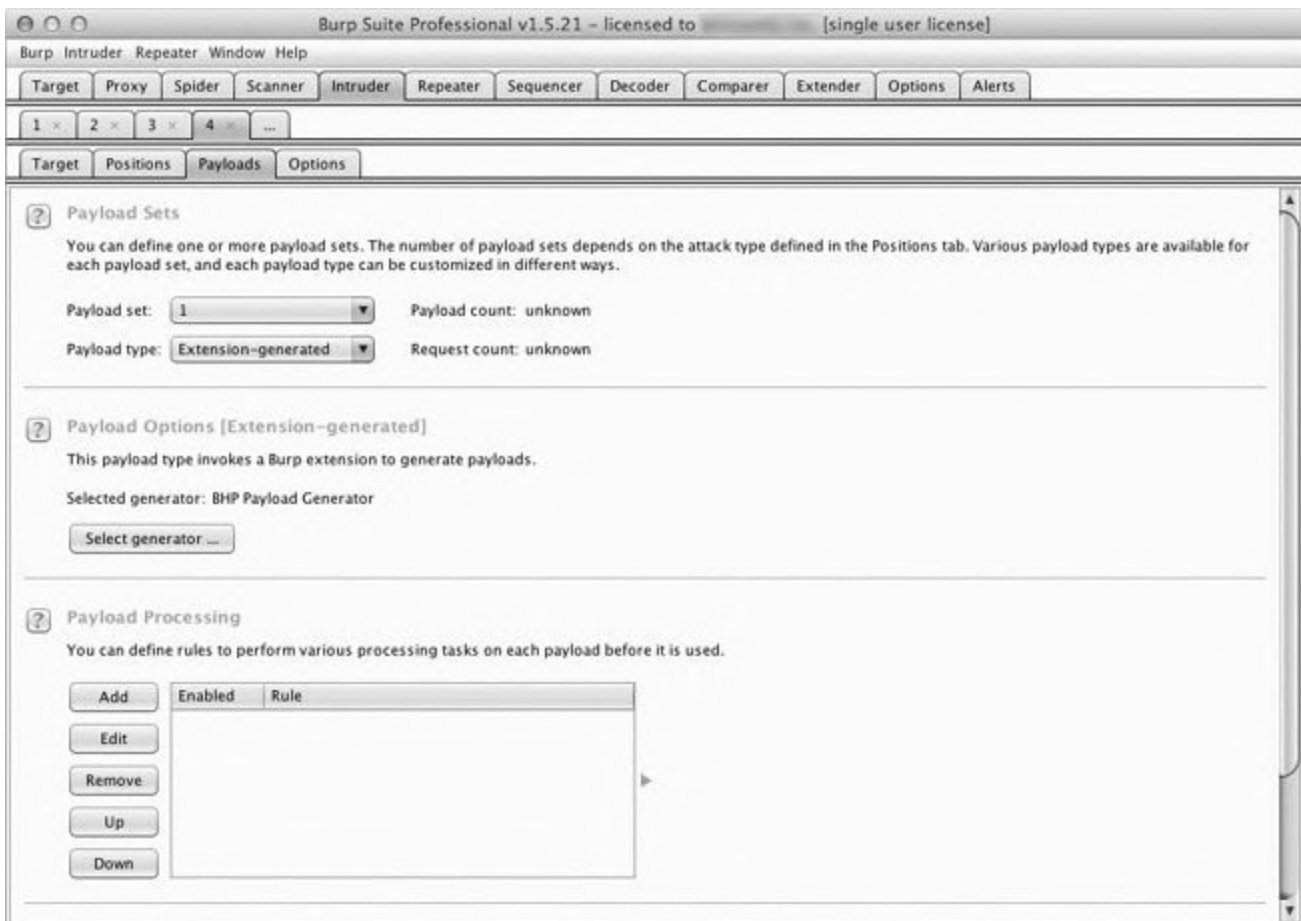 Burp Suite Professional v1.5.21 – licensed to [single user license]
Burp Intruder Repeater Window Help
Target Proxy Spider Scanner Intruder Repeater Sequencer Decoder Comparer Extender Options Alerts
1 × 2 × 3 × 4 × ...
Target Positions Payloads Options
? Payload Sets
You can define one or more payload sets. The number of payload sets depends on the attack type defined in the Positions tab. Various payload types are available for
each payload set, and each payload type can be customized in different ways.
Payload set: 1 Payload count: unknown
Payload type: Extension-generated Request count: unknown
? Payload Options [Extension-generated]
This payload type invokes a Burp extension to generate payloads.
Selected generator: BHP Payload Generator
Select generator ...
? Payload Processing
You can define rules to perform various processing tasks on each payload before it is used.
Add Enabled Rule
Edit
Remove
Up
Down